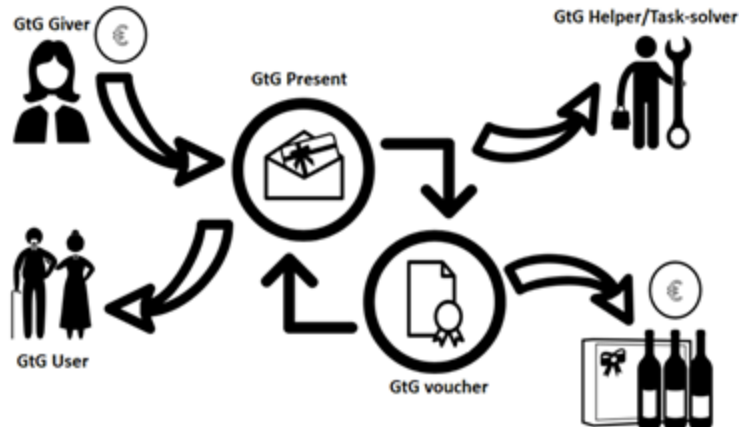 GtG Giver
€
GtG Helper/Task-solver
GtG Present
GtG User
GtG voucher
€